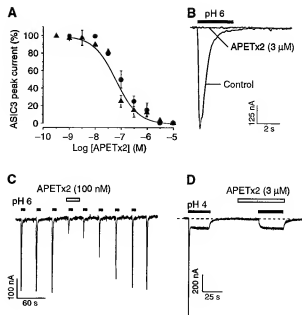 A
100
80
60
40
20
0
ASIC3 peak current (%)
−10 −9 −8 −7 −6 −5 −4
Log [APETx2] (M)
B
pH 6
APETx2 (3 µM)
Control
125 nA
2 s
C
APETx2 (100 nM)
pH 6
100 nA
60 s
D
APETx2 (3 µM)
pH 4
200 nA
25 s